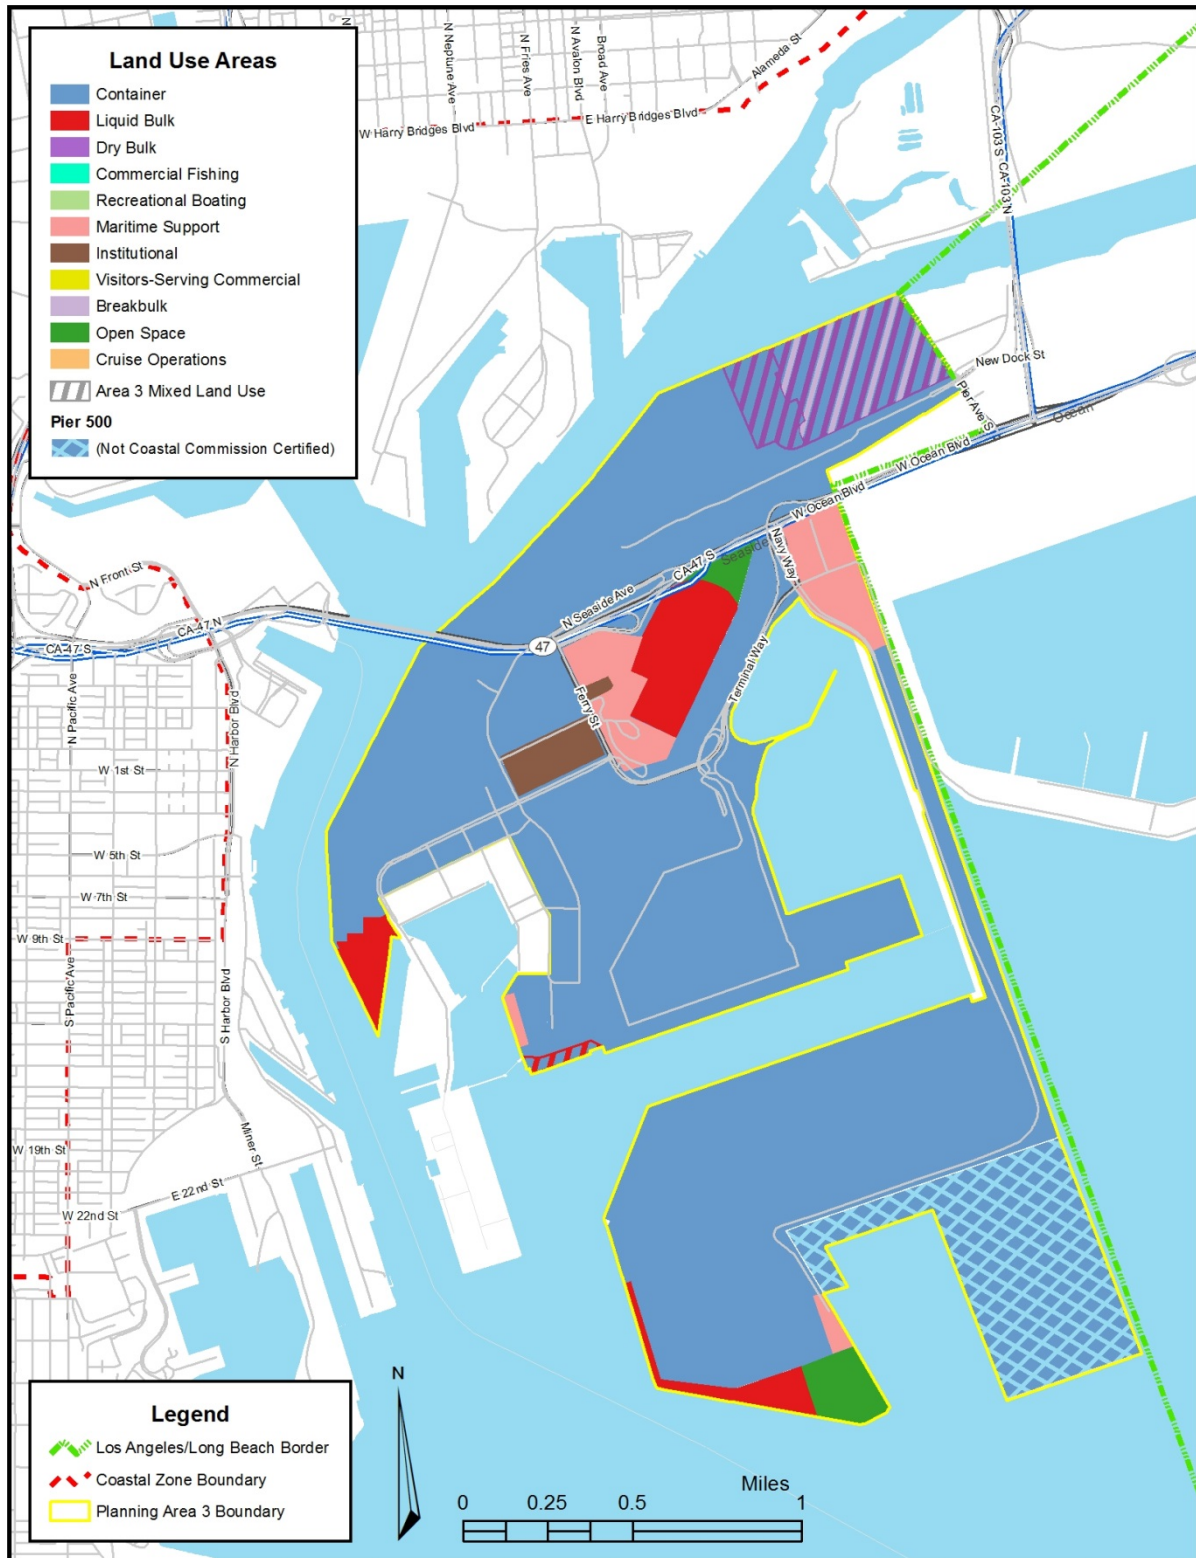 Land Use Areas
Container
Liquid Bulk
Dry Bulk
Commercial Fishing
Recreational Boating
Maritime Support
Institutional
Visitors-Serving Commercial
Breakbulk
Open Space
Cruise Operations
Area 3 Mixed Land Use
Pier 500
(Not Coastal Commission Certified)
N Neptune Ave
N Fries Ave
N Avalon Blvd
Broad Ave
Alameda St
W Harry Bridges Blvd
E Harry Bridges Blvd
CA-103 S
CA-103 N
New Dock St
Pier Ave S
Ocean
W Ocean Blvd
W Ocean Blvd
Seaside
Navy Way
CA-47 S
N Seaside Ave
47
Ferry St
Terminal Way
N Front St
CA-47 N
CA-47 S
N Pacific Ave
N Harbor Blvd
W 1st St
W 5th St
W 7th St
W 9th St
S Pacific Ave
S Harbor Blvd
Miner St
W 19th St
E 22nd St
W 22nd St
Legend
Los Angeles/Long Beach Border
Coastal Zone Boundary
Planning Area 3 Boundary
N
Miles
0 0.25 0.5 1